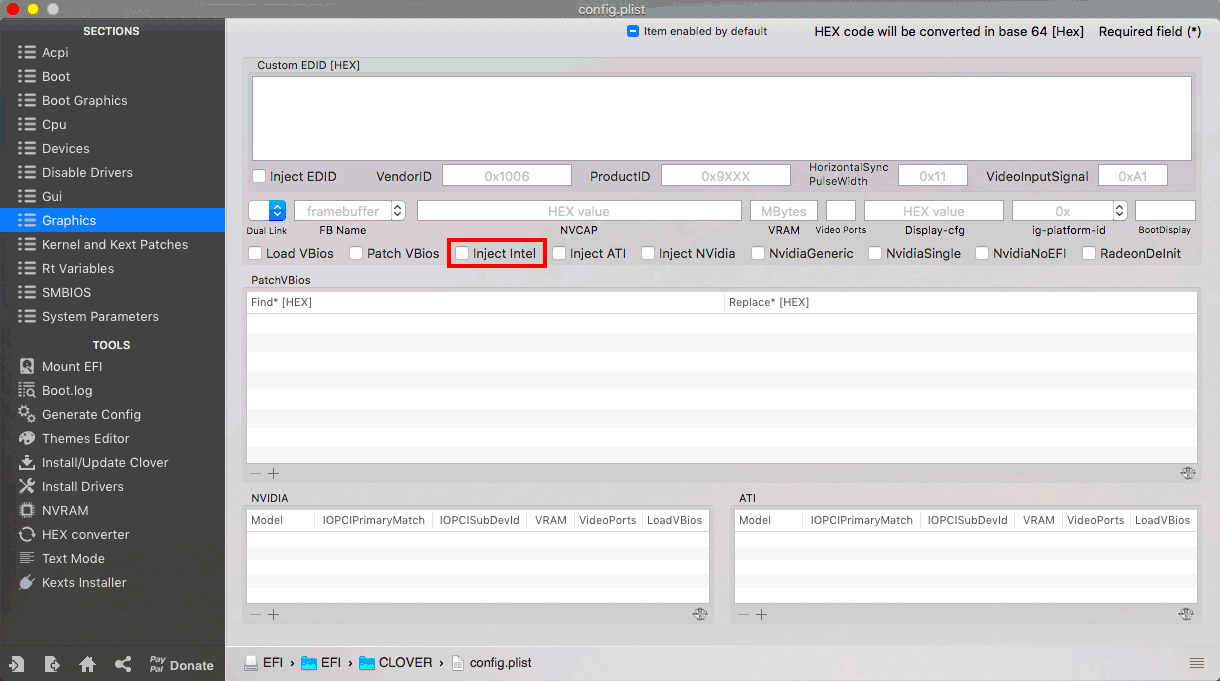 config.plist
SECTIONS
Acpi
Boot
Boot Graphics
Cpu
Devices
Disable Drivers
Gui
Graphics
Kernel and Kext Patches
Rt Variables
SMBIOS
System Parameters
TOOLS
Mount EFI
Boot.log
Generate Config
Themes Editor
Install/Update Clover
Install Drivers
NVRAM
HEX converter
Text Mode
Kexts Installer
Pay
Pal
Donate
Item enabled by default HEX code will be converted in base 64 [Hex] Required field (*)
Custom EDID [HEX]
Inject EDID VendorID 0x1006 ProductID 0x9XXX HorizontalSync PulseWidth 0x11 VideoInputSignal 0xA1
framebuffer HEX value MBytes HEX value 0x
Dual Link FB Name NVCAP VRAM Video Ports Display-cfg ig-platform-id BootDisplay
Load VBios Patch VBios Inject Intel Inject ATI Inject NVidia NvidiaGeneric NvidiaSingle NvidiaNoEFI RadeonDeInit
PatchVBios
Find* [HEX] Replace* [HEX]
NVIDIA
Model IOPCIPrimaryMatch IOPCISubDevId VRAM VideoPorts LoadVBios
ATI
Model IOPCIPrimaryMatch IOPCISubDevId VRAM VideoPorts LoadVBios
EFI › EFI › CLOVER › config.plist